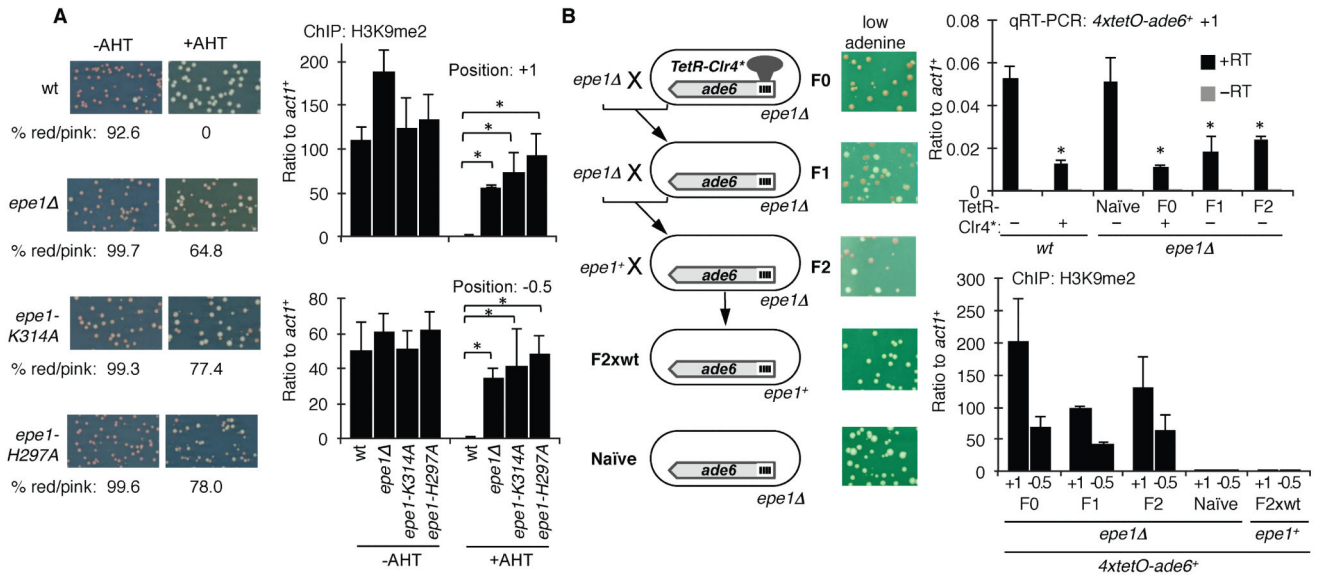 A
-AHT +AHT
wt
% red/pink: 92.6 0
epe1Δ
% red/pink: 99.7 64.8
epe1-
K314A
% red/pink: 99.3 77.4
epe1-
H297A
% red/pink: 99.6 78.0
ChIP: H3K9me2
Position: +1
Ratio to act1+
250
200
150
100
50
0
* * *
Position: -0.5
Ratio to act1+
80
60
40
20
0
* * *
wt epe1Δ epe1-K314A epe1-H297A wt epe1Δ epe1-K314A epe1-H297A
-AHT +AHT
B
low
adenine
epe1Δ X TetR-Clr4* ade6 epe1Δ F0
epe1Δ X ade6 epe1Δ F1
epe1+ X ade6 epe1Δ F2
F2xwt ade6 epe1+
Naïve ade6 epe1Δ
qRT-PCR: 4xtetO-ade6+ +1
Ratio to act1+
0.08
0.06
0.04
0.02
0
+RT
−RT
* * * *
Naïve F0 F1 F2
TetR-
Clr4*: − + − + − −
wt epe1Δ
ChIP: H3K9me2
Ratio to act1+
300
250
200
150
100
50
0
+1 -0.5 +1 -0.5 +1 -0.5 +1 -0.5 +1 -0.5
F0 F1 F2 Naïve F2xwt
epe1Δ epe1+
4xtetO-ade6+